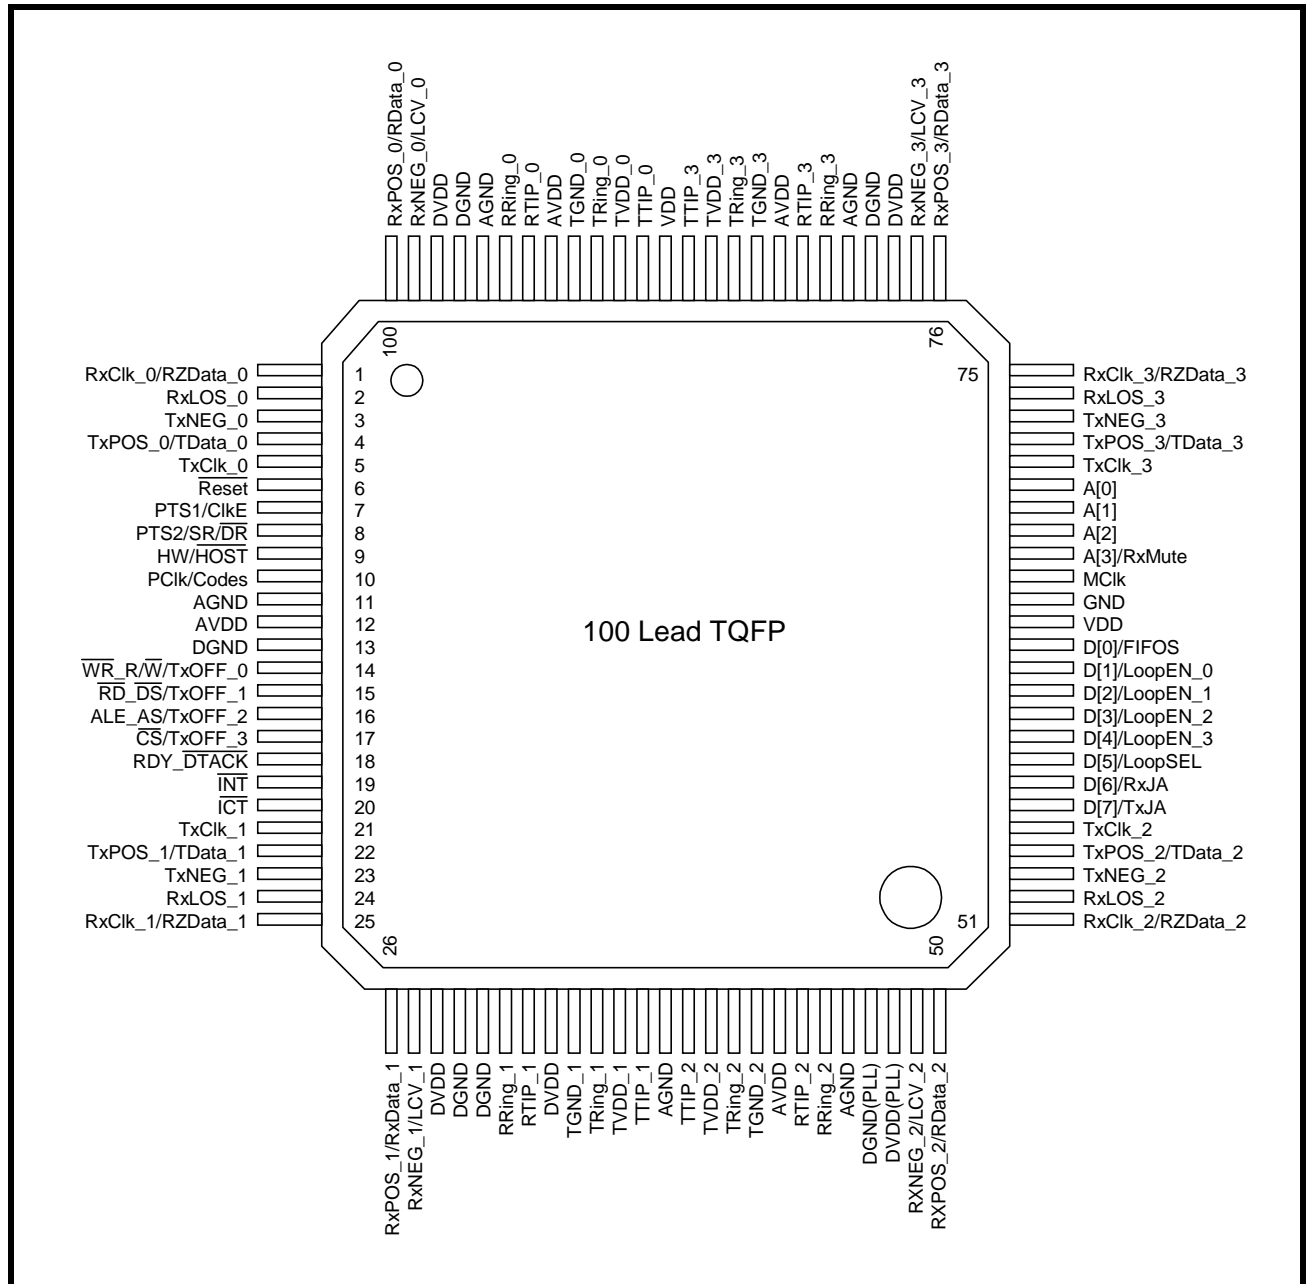 RxPOS_0/RData_0
RxNEG_0/LCV_0
DVDD
DGND
AGND
RRing_0
RTIP_0
AVDD
TGND_0
TRing_0
TVDD_0
TTIP_0
VDD
TTIP_3
TVDD_3
TRing_3
TGND_3
AVDD
RTIP_3
RRing_3
AGND
DGND
DVDD
RxNEG_3/LCV_3
RxPOS_3/RData_3
100
76
RxClk_0/RZData_0 1
RxLOS_0 2
TxNEG_0 3
TxPOS_0/TData_0 4
TxClk_0 5
Reset 6
PTS1/ClkE 7
PTS2/SR/DR 8
HW/HOST 9
PClk/Codes 10
AGND 11
AVDD 12
DGND 13
WR_R/W/TxOFF_0 14
RD_DS/TxOFF_1 15
ALE_AS/TxOFF_2 16
CS/TxOFF_3 17
RDY_DTACK 18
INT 19
ICT 20
TxClk_1 21
TxPOS_1/TData_1 22
TxNEG_1 23
RxLOS_1 24
RxClk_1/RZData_1 25
100 Lead TQFP
75 RxClk_3/RZData_3
RxLOS_3
TxNEG_3
TxPOS_3/TData_3
TxClk_3
A[0]
A[1]
A[2]
A[3]/RxMute
MClk
GND
VDD
D[0]/FIFOS
D[1]/LoopEN_0
D[2]/LoopEN_1
D[3]/LoopEN_2
D[4]/LoopEN_3
D[5]/LoopSEL
D[6]/RxJA
D[7]/TxJA
TxClk_2
TxPOS_2/TData_2
TxNEG_2
RxLOS_2
51 RxClk_2/RZData_2
26
50
RxPOS_1/RxData_1
RxNEG_1/LCV_1
DVDD
DGND
DGND
RRing_1
RTIP_1
DVDD
TGND_1
TRing_1
TVDD_1
TTIP_1
AGND
TTIP_2
TVDD_2
TRing_2
TGND_2
AVDD
RTIP_2
RRing_2
AGND
DGND(PLL)
DVDD(PLL)
RXNEG_2/LCV_2
RXPOS_2/RData_2